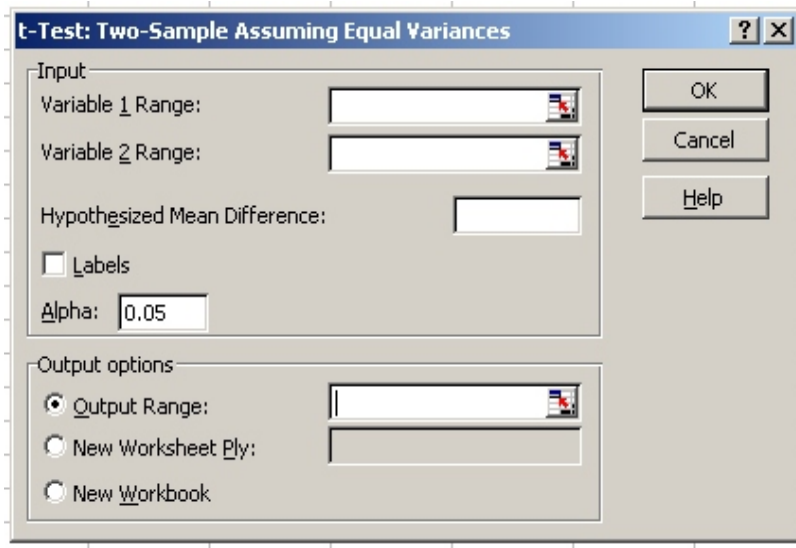 t-Test: Two-Sample Assuming Equal Variances
Input
Variable 1 Range:
Variable 2 Range:
Hypothesized Mean Difference:
Labels
Alpha: 0.05
OK
Cancel
Help
Output options
Output Range:
New Worksheet Ply:
New Workbook